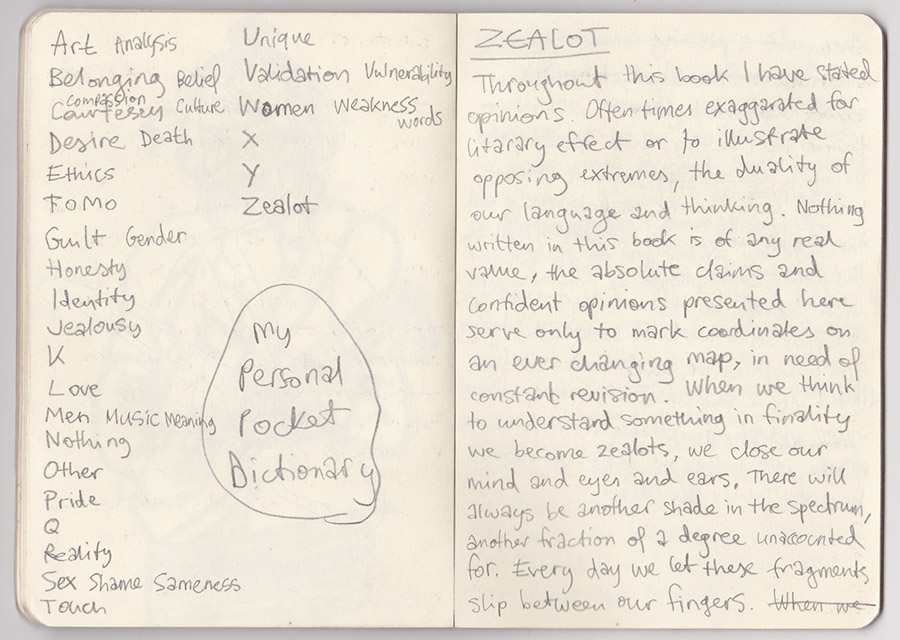 Art Analysis
Belonging Belief
compassion
Courtesey Culture
Desire Death
Ethics
FoMo
Guilt Gender
Honesty
Identity
Jealousy
K
Love
Men Music Meaning
Nothing
Other
Pride
Q
Reality
Sex Shame Sameness
Touch
Unique
Validation Vulnerability
Women Weakness
words
X
Y
Zealot
My
Personal
Pocket
Dictionary
ZEALOT
Throughout this book I have stated
opinions. Often times exaggerated for
litarary effect or to illustrate
opposing extremes, the duality of
our language and thinking. Nothing
written in this book is of any real
value, the absolute claims and
confident opinions presented here
serve only to mark coordinates on
an ever changing map, in need of
constant revision. When we think
to understand something in finality
we become zealots, we close our
mind and eyes and ears. There will
always be another shade in the spectrum,
another fraction of a degree unaccounted
for. Every day we let these fragments
slip between our fingers. When we